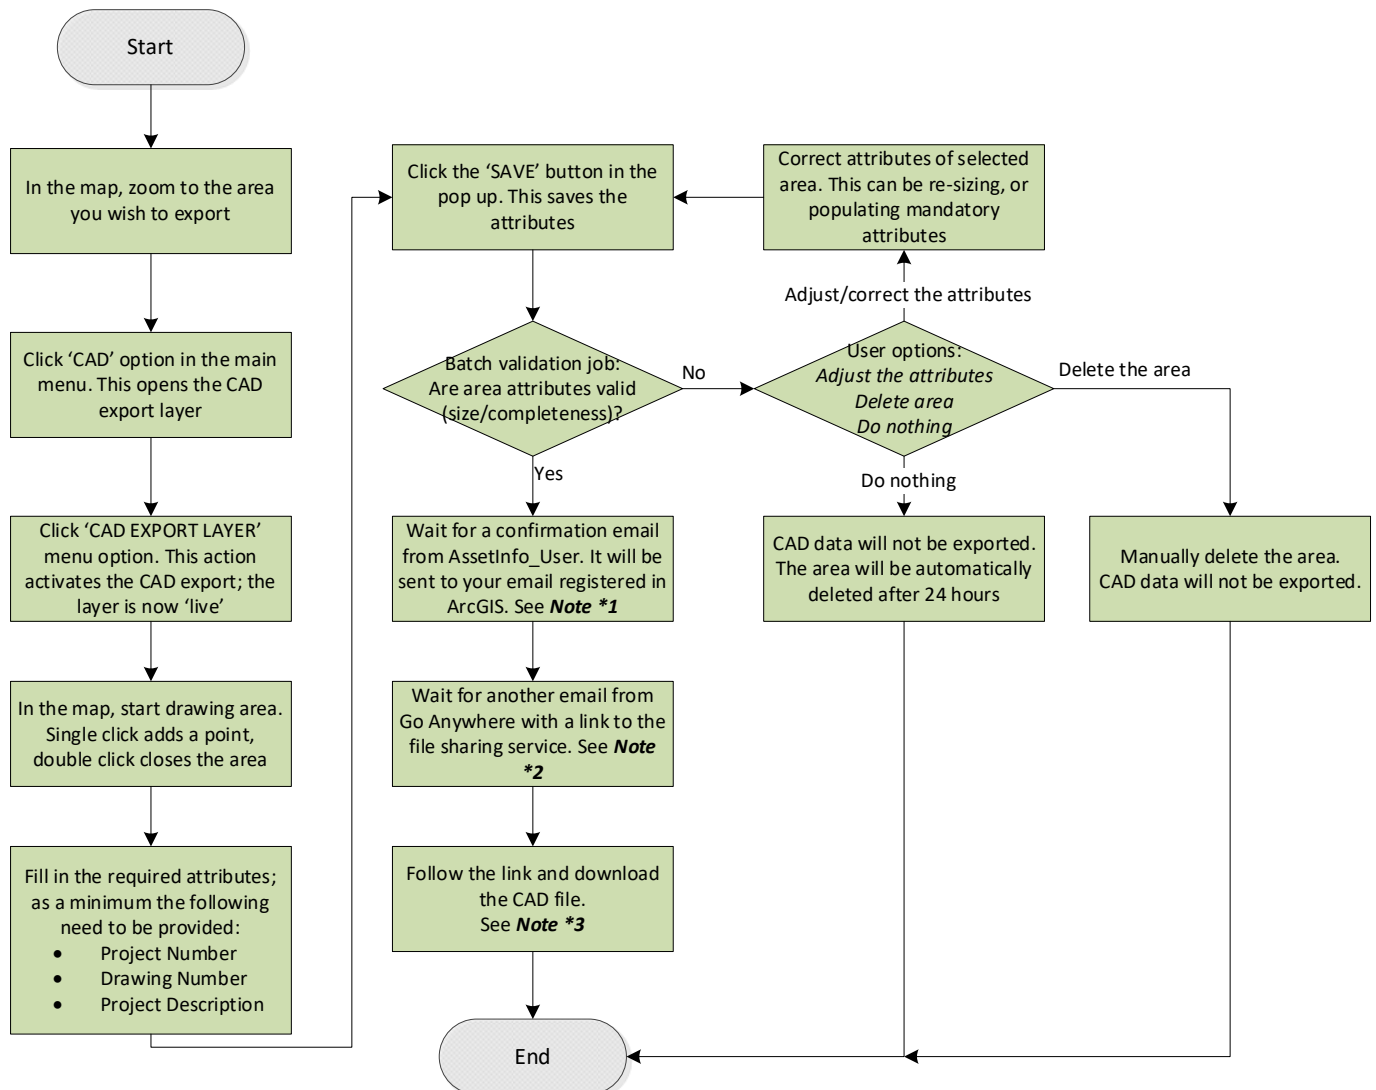 Start
In the map, zoom to the area
you wish to export
Click ‘CAD’ option in the main
menu. This opens the CAD
export layer
Click ‘CAD EXPORT LAYER’
menu option. This action
activates the CAD export; the
layer is now ‘live’
In the map, start drawing area.
Single click adds a point,
double click closes the area
Fill in the required attributes;
as a minimum the following
need to be provided:
• Project Number
• Drawing Number
• Project Description
Click the ‘SAVE’ button in the
pop up. This saves the
attributes
Batch validation job:
Are area attributes valid
(size/completeness)?
No
Yes
Wait for a confirmation email
from AssetInfo_User. It will be
sent to your email registered in
ArcGIS. See Note *1
Wait for another email from
Go Anywhere with a link to the
file sharing service. See Note
*2
Follow the link and download
the CAD file.
See Note *3
End
Correct attributes of selected
area. This can be re-sizing, or
populating mandatory
attributes
Adjust/correct the attributes
User options:
Adjust the attributes
Delete area
Do nothing
Delete the area
Do nothing
CAD data will not be exported.
The area will be automatically
deleted after 24 hours
Manually delete the area.
CAD data will not be exported.